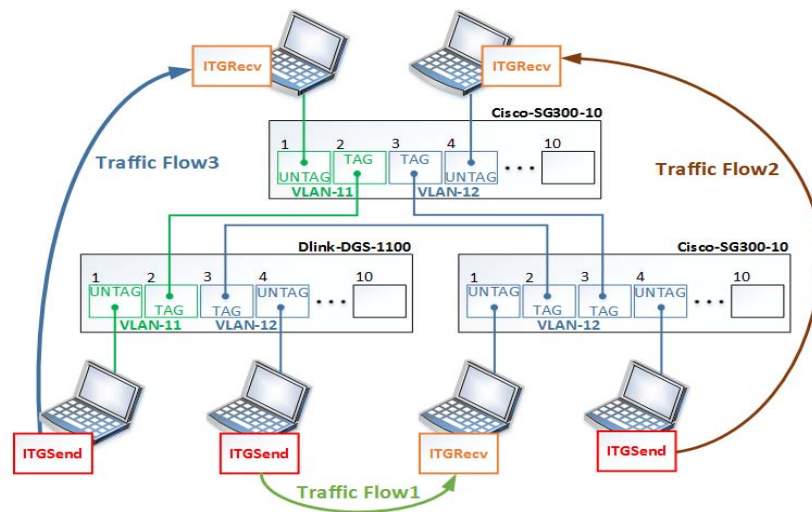 ITGRecv
ITGRecv
Cisco-SG300-10
1 2 3 4 10
UNTAG TAG TAG UNTAG ...
VLAN-11 VLAN-12
Traffic Flow3
Traffic Flow2
Dlink-DGS-1100
1 2 3 4 10
UNTAG TAG TAG UNTAG ...
VLAN-11 VLAN-12
Cisco-SG300-10
1 2 3 4 10
UNTAG TAG TAG UNTAG ...
VLAN-12
ITGSend
ITGSend
ITGRecv
ITGSend
Traffic Flow1